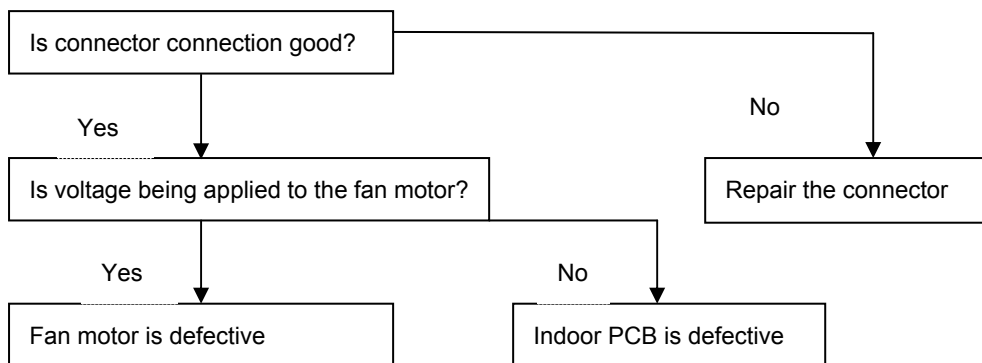 Is connector connection good?
No
Yes
Is voltage being applied to the fan motor?
Repair the connector
Yes
No
Fan motor is defective
Indoor PCB is defective